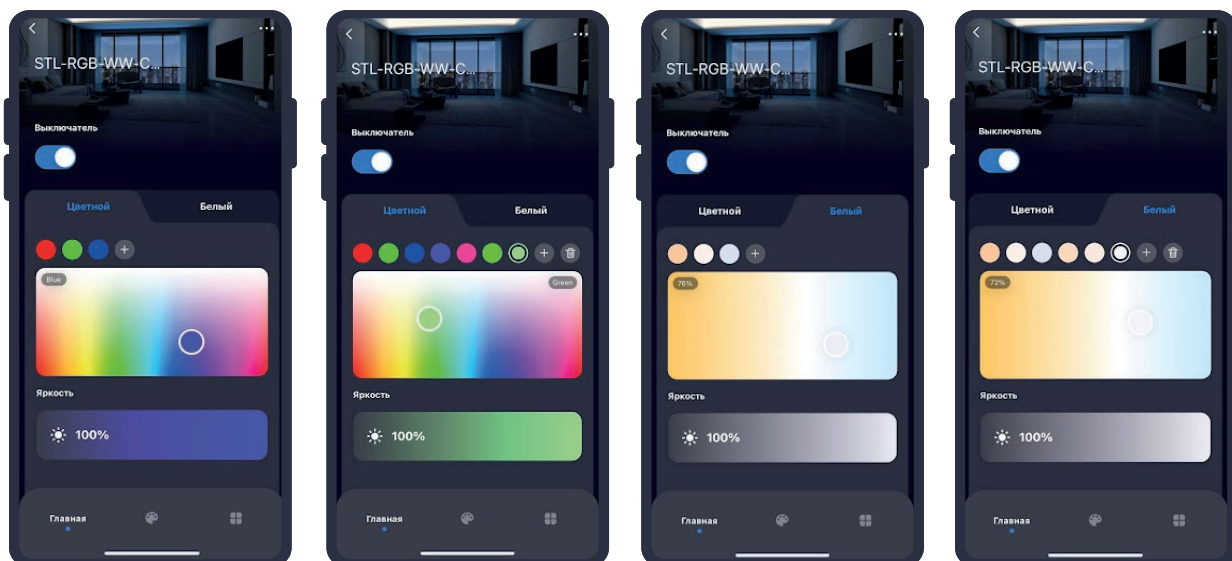 STL-RGB-WW-C...
Выключатель
Цветной
Белый
Blue
Яркость
100%
Главная
STL-RGB-WW-C...
Выключатель
Цветной
Белый
Green
Яркость
100%
Главная
STL-RGB-WW-C...
Выключатель
Цветной
Белый
76%
Яркость
100%
Главная
STL-RGB-WW-C...
Выключатель
Цветной
Белый
72%
Яркость
100%
Главная